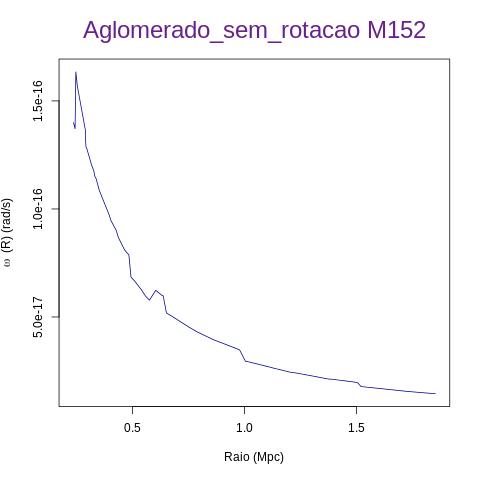 Aglomerado_sem_rotacao M152
1.5e-16
1.0e-16
5.0e-17
ω (R) (rad/s)
0.5
1.0
1.5
Raio (Mpc)